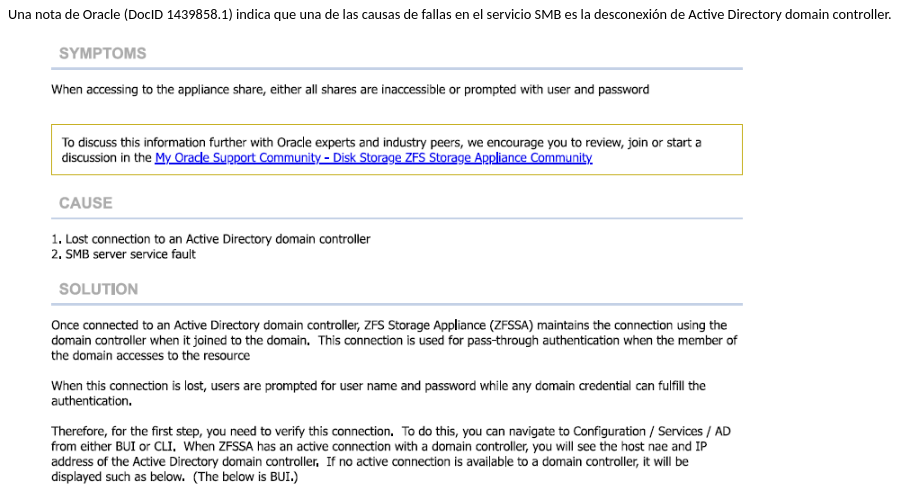 Una nota de Oracle (DocID 1439858.1) indica que una de las causas de fallas en el servicio SMB es la desconexión de Active Directory domain controller.
SYMPTOMS
When accessing to the appliance share, either all shares are inaccessible or prompted with user and password
To discuss this information further with Oracle experts and industry peers, we encourage you to review, join or start a
discussion in the My Oracle Support Community - Disk Storage ZFS Storage Appliance Community
CAUSE
1. Lost connection to an Active Directory domain controller
2. SMB server service fault
SOLUTION
Once connected to an Active Directory domain controller, ZFS Storage Appliance (ZFSSA) maintains the connection using the
domain controller when it joined to the domain. This connection is used for pass-through authentication when the member of
the domain accesses to the resource
When this connection is lost, users are prompted for user name and password while any domain credential can fulfill the
authentication.
Therefore, for the first step, you need to verify this connection. To do this, you can navigate to Configuration / Services / AD
from either BUI or CLI. When ZFSSA has an active connection with a domain controller, you will see the host nae and IP
address of the Active Directory domain controller. If no active connection is available to a domain controller, it will be
displayed such as below. (The below is BUI.)